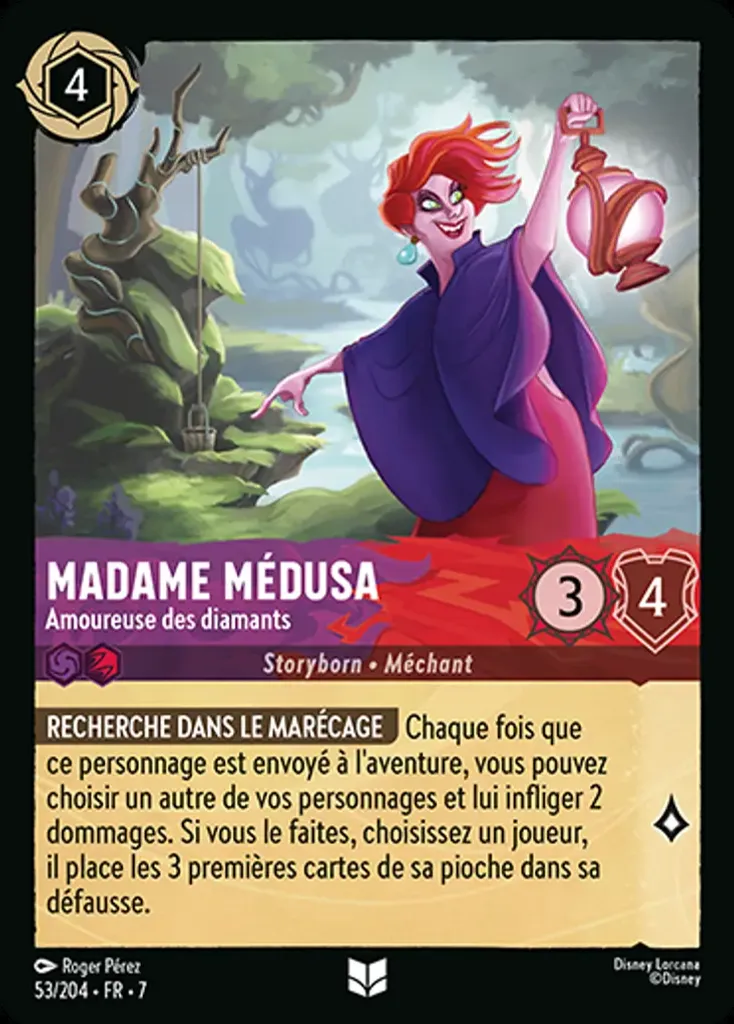 4
MADAME MÉDUSA
Amoureuse des diamants
3
4
Storyborn • Méchant
RECHERCHE DANS LE MARÉCAGE Chaque fois que
ce personnage est envoyé à l'aventure, vous pouvez
choisir un autre de vos personnages et lui infliger 2
dommages. Si vous le faites, choisissez un joueur,
il place les 3 premières cartes de sa pioche dans sa
défausse.
Roger Pérez
53/204 • FR • 7
Disney Lorcana
©Disney